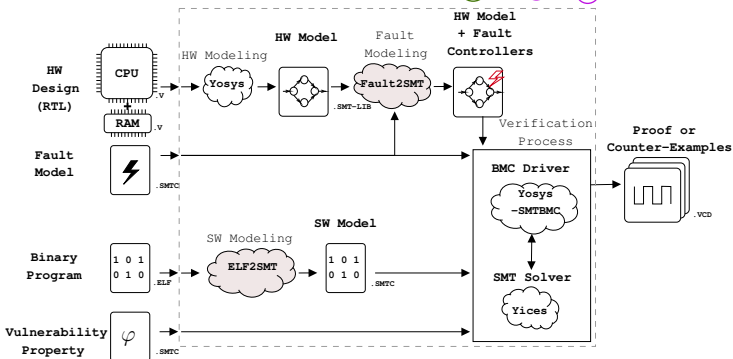 HW Model
+ Fault
Controllers
Fault
Modeling
HW Model
HW Modeling
HW
Design
(RTL)
CPU
.V
+
RAM
.V
Yosys
.SMT-LIB
Fault2SMT
Verification
Process
Proof or
Counter-Examples
.VCD
Fault
Model
.SMTC
BMC Driver
Yosys
-SMTBMC
SMT Solver
Yices
SW Model
SW Modeling
Binary
Program
1 0 1
0 1 0
.ELF
ELF2SMT
1 0 1
0 1 0
.SMTC
Vulnerability
Property
φ
.SMTC